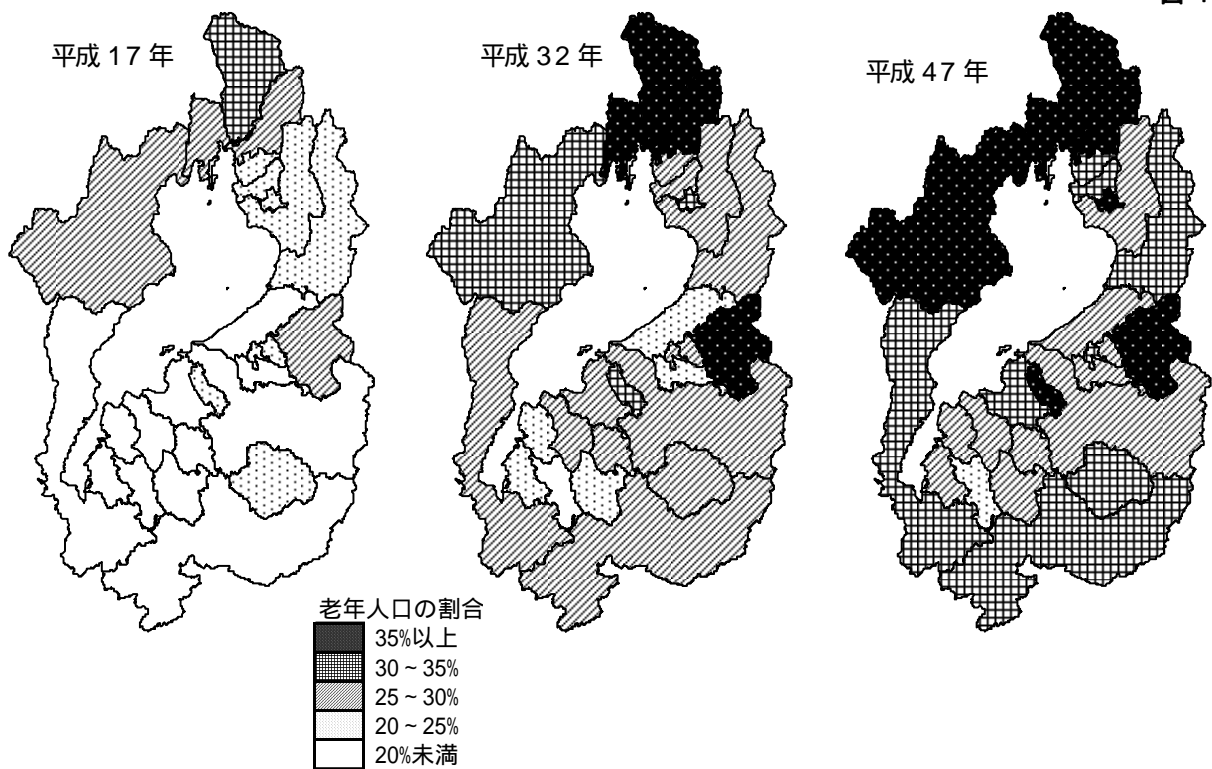 平成 17 年
平成 32 年
平成 47 年
老年人口の割合
35%以上
30 ~ 35%
25 ~ 30%
20 ~ 25%
20%未満